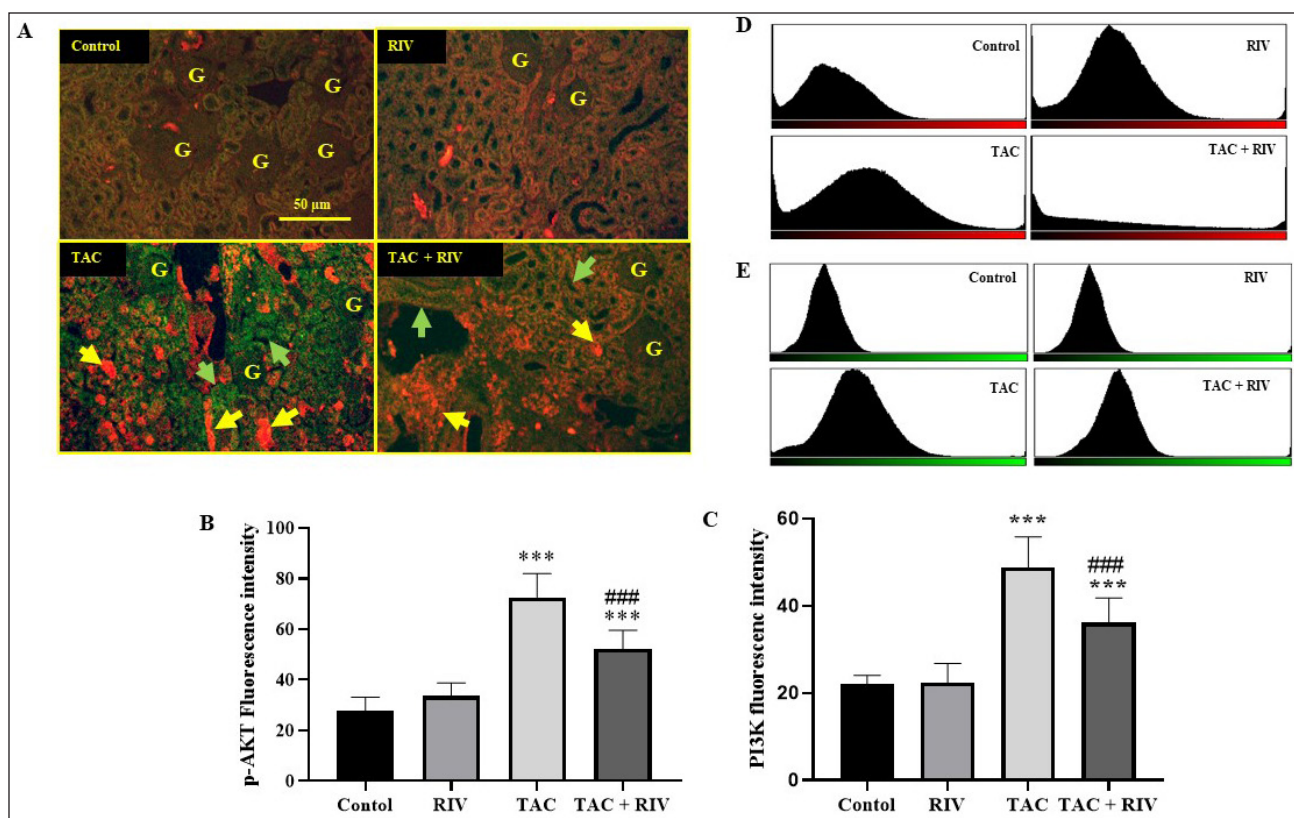 A
Control
G
G
G
G
G
50 µm
RIV
G
G
TAC
G
G
G
TAC + RIV
G
G
D
Control
RIV
TAC
TAC + RIV
E
Control
RIV
TAC
TAC + RIV
B
p-AKT Fluorescence intensity
100
80
60
40
20
0
***
###
***
Contol
RIV
TAC
TAC + RIV
C
PI3K fluorescenc intensity
60
40
20
0
***
###
***
Contol
RIV
TAC
TAC + RIV